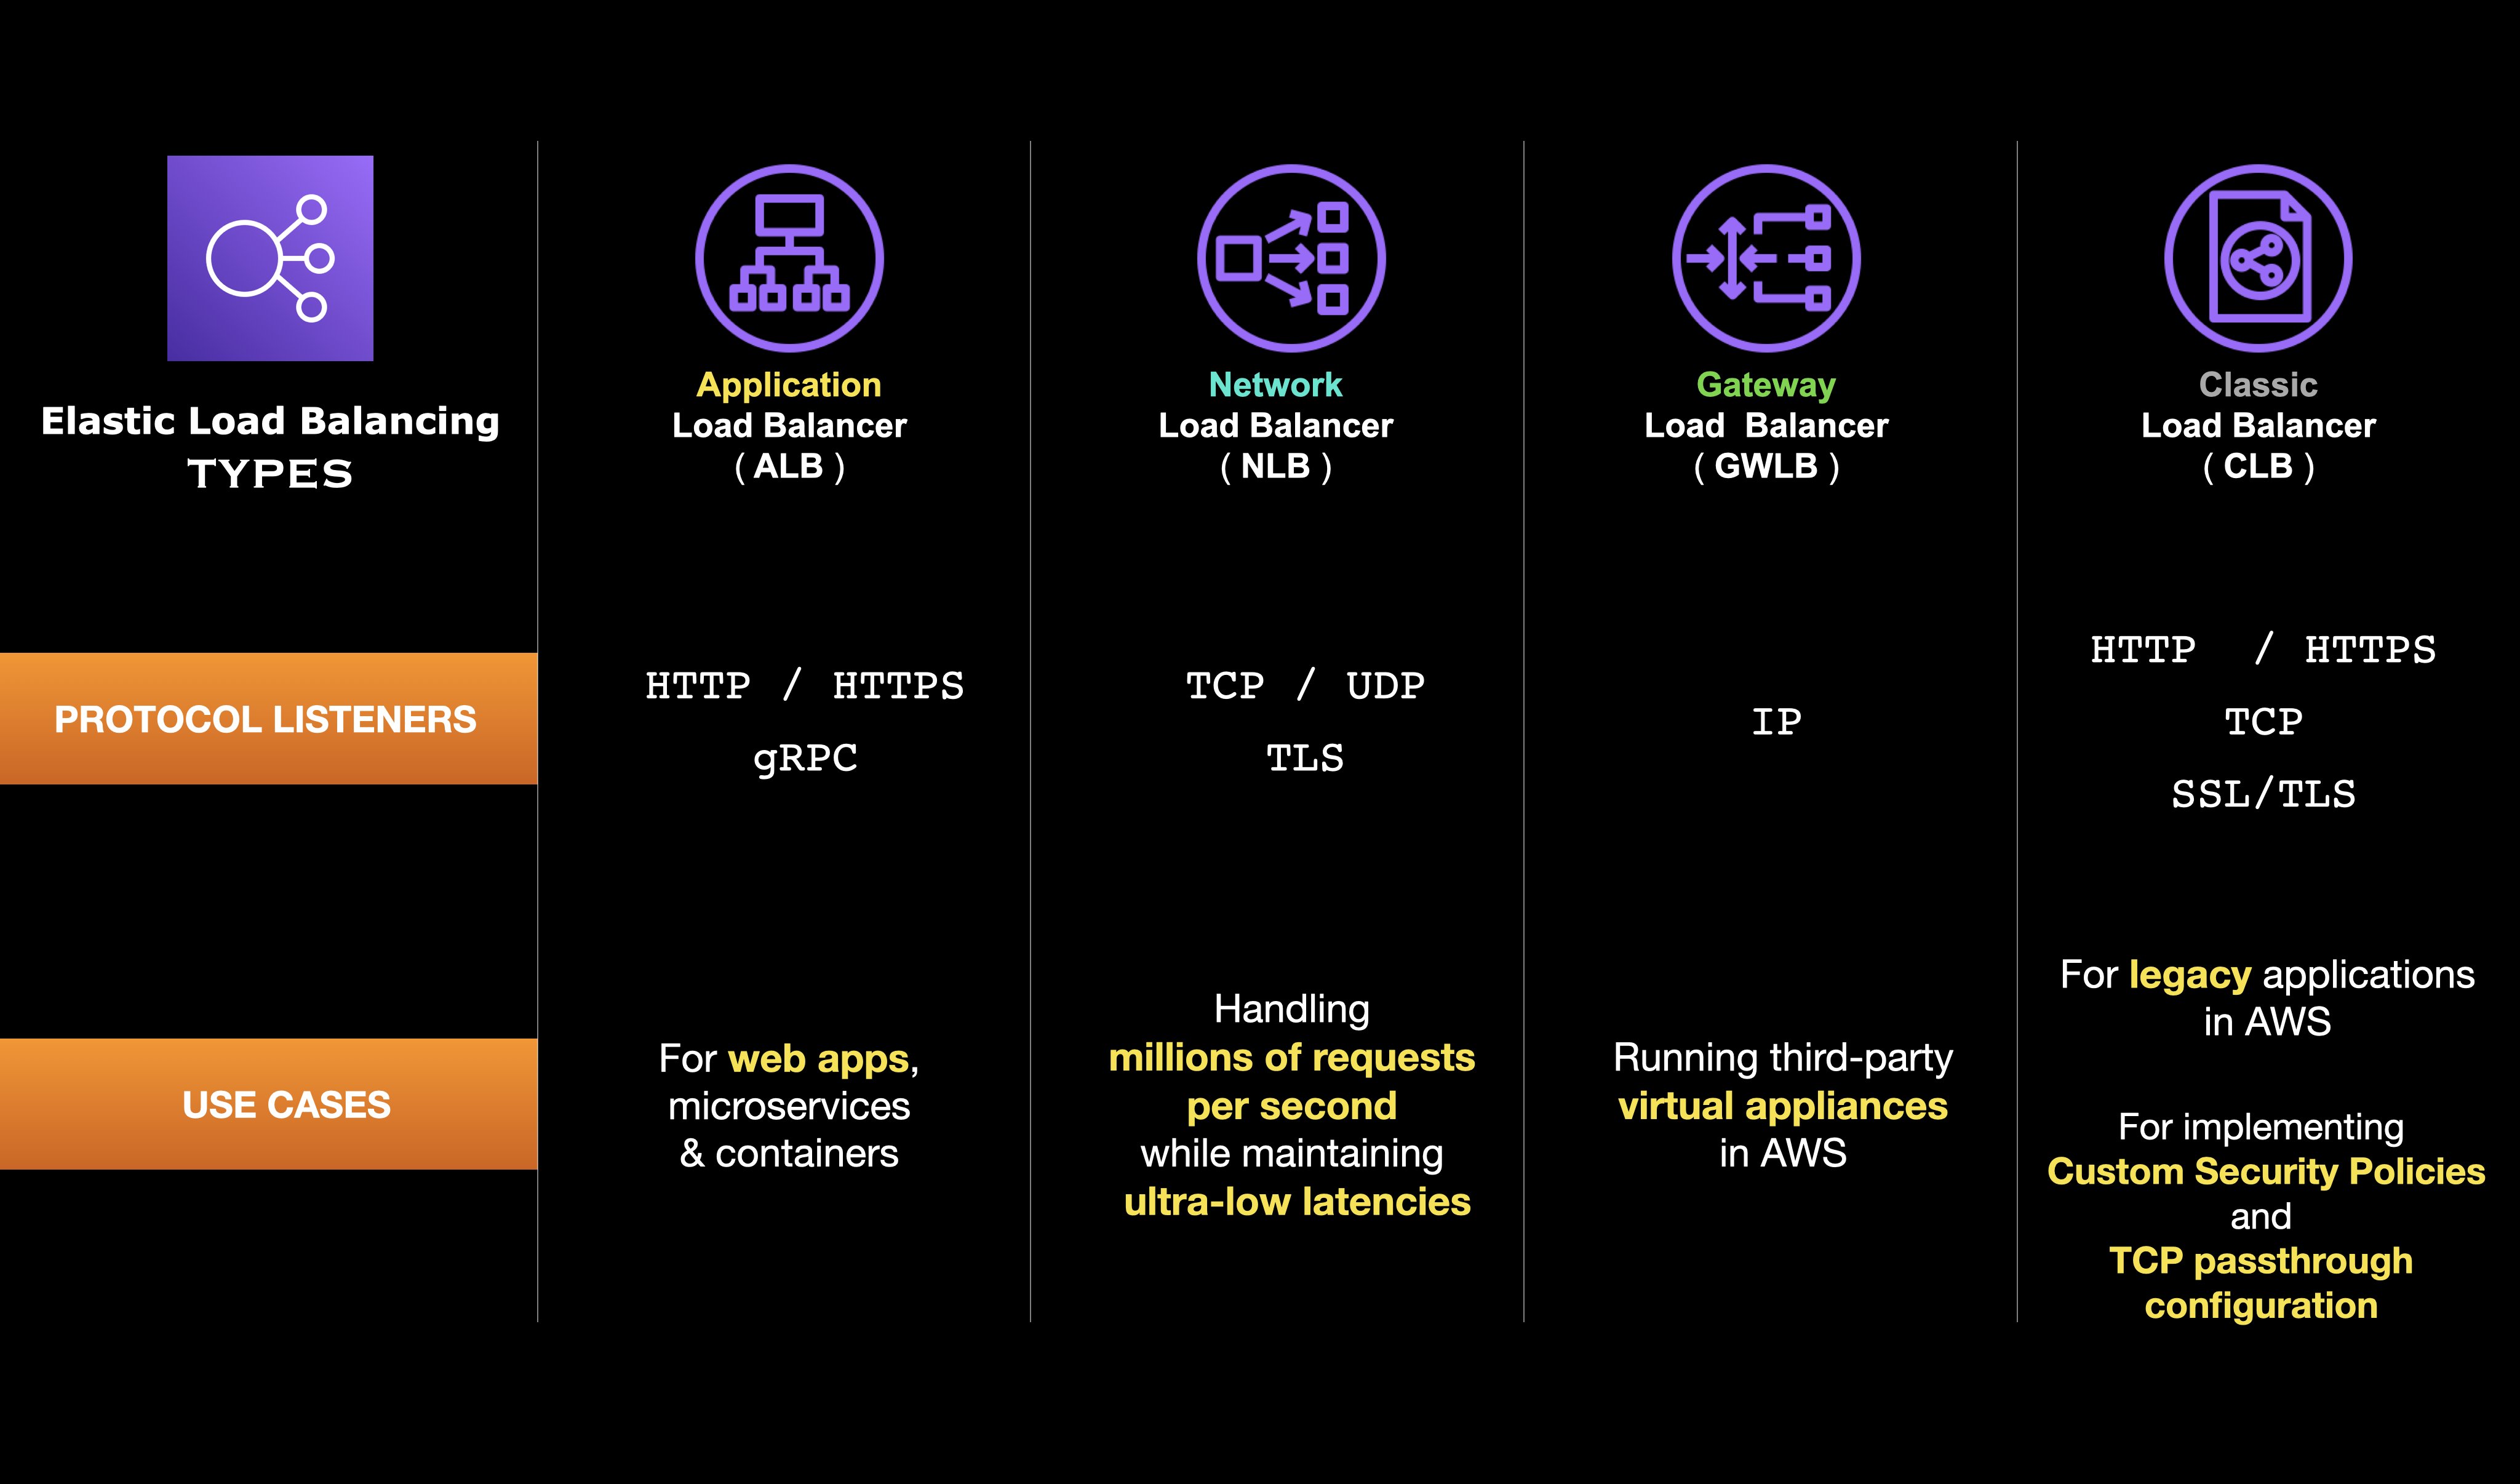 Elastic Load Balancing
TYPES
Application
Load Balancer
( ALB )
Network
Load Balancer
( NLB )
Gateway
Load  Balancer
( GWLB )
Classic
Load Balancer
( CLB )
PROTOCOL LISTENERS
HTTP / HTTPS
gRPC
TCP / UDP
TLS
IP
HTTP  / HTTPS
TCP
SSL/TLS
USE CASES
For web apps,
microservices
& containers
Handling
millions of requests
per second
while maintaining
ultra-low latencies
Running third-party
virtual appliances
in AWS
For legacy applications
in AWS
For implementing
Custom Security Policies
and
TCP passthrough
configuration